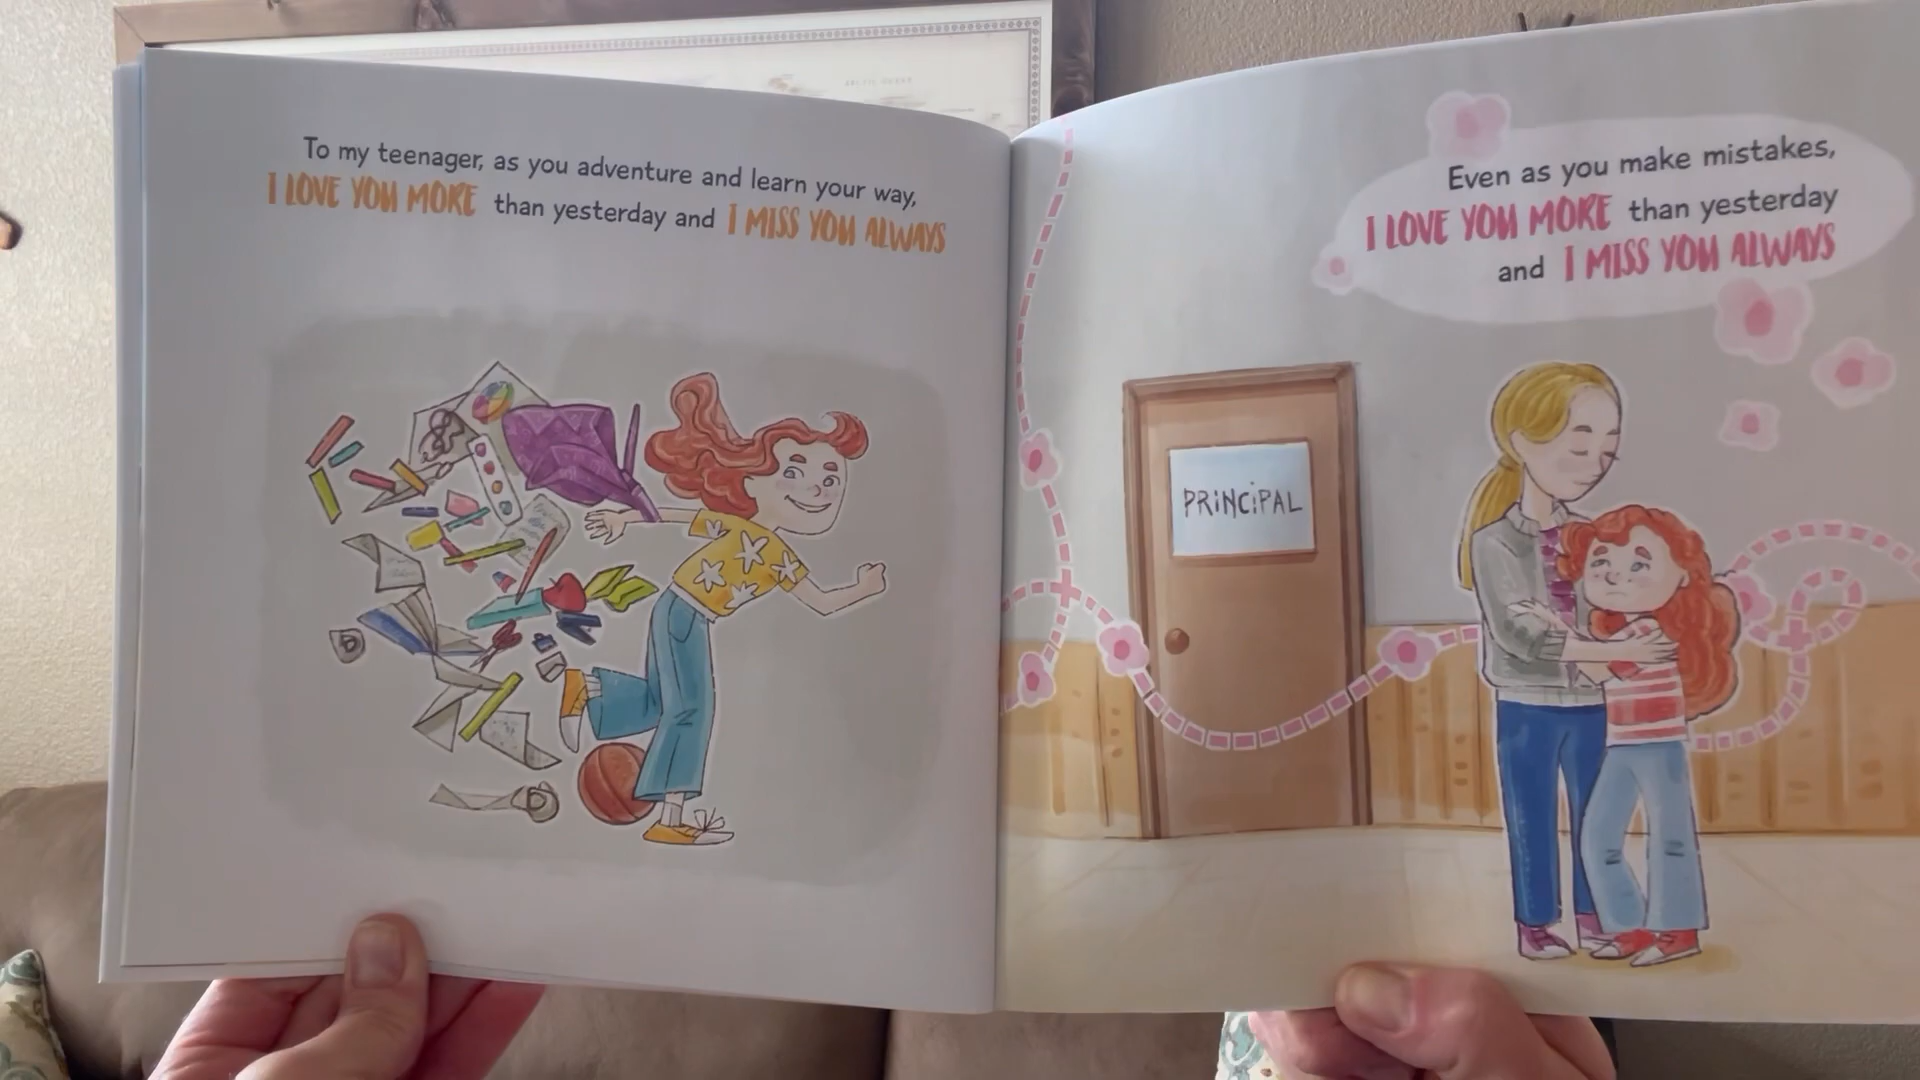 To my teenager, as you adventure and learn your way,
I LOVE YOU MORE than yesterday and I MISS YOU ALWAYS
Even as you make mistakes,
I LOVE YOU MORE than yesterday
and I MISS YOU ALWAYS
PRINCIPAL